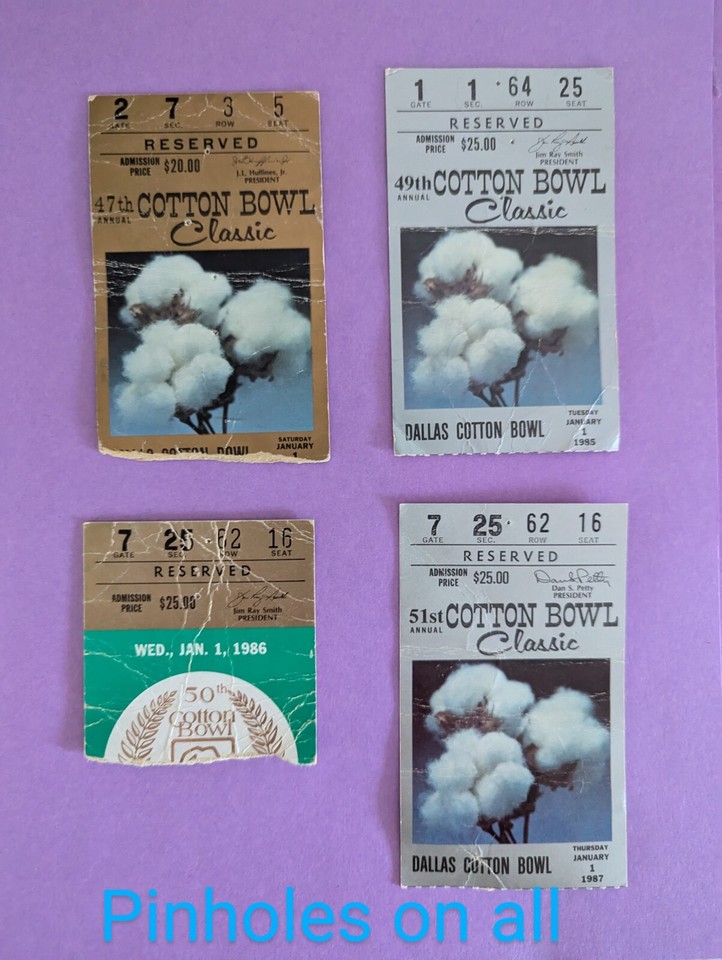 2 7 3 5
GATE SEC. ROW SEAT
RESERVED
ADMISSION PRICE $20.00
J.L. Huffines, Jr.
PRESIDENT
47th ANNUAL COTTON BOWL
Classic
COTTON BOWL
SATURDAY
JANUARY
1
1 1 64 25
GATE SEC. ROW SEAT
RESERVED
ADMISSION PRICE $25.00
Jim Ray Smith
PRESIDENT
49th ANNUAL COTTON BOWL
Classic
DALLAS COTTON BOWL
TUESDAY
JANUARY
1
1985
7 25 62 16
GATE SEC. ROW SEAT
RESERVED
ADMISSION PRICE $25.00
Jim Ray Smith
PRESIDENT
WED., JAN. 1, 1986
50th
Cotton
Bowl
7 25 62 16
GATE SEC. ROW SEAT
RESERVED
ADMISSION PRICE $25.00
Dan S. Petty
Dan S. Petty
PRESIDENT
51st ANNUAL COTTON BOWL
Classic
DALLAS COTTON BOWL
THURSDAY
JANUARY
1
1987
Pinholes on all